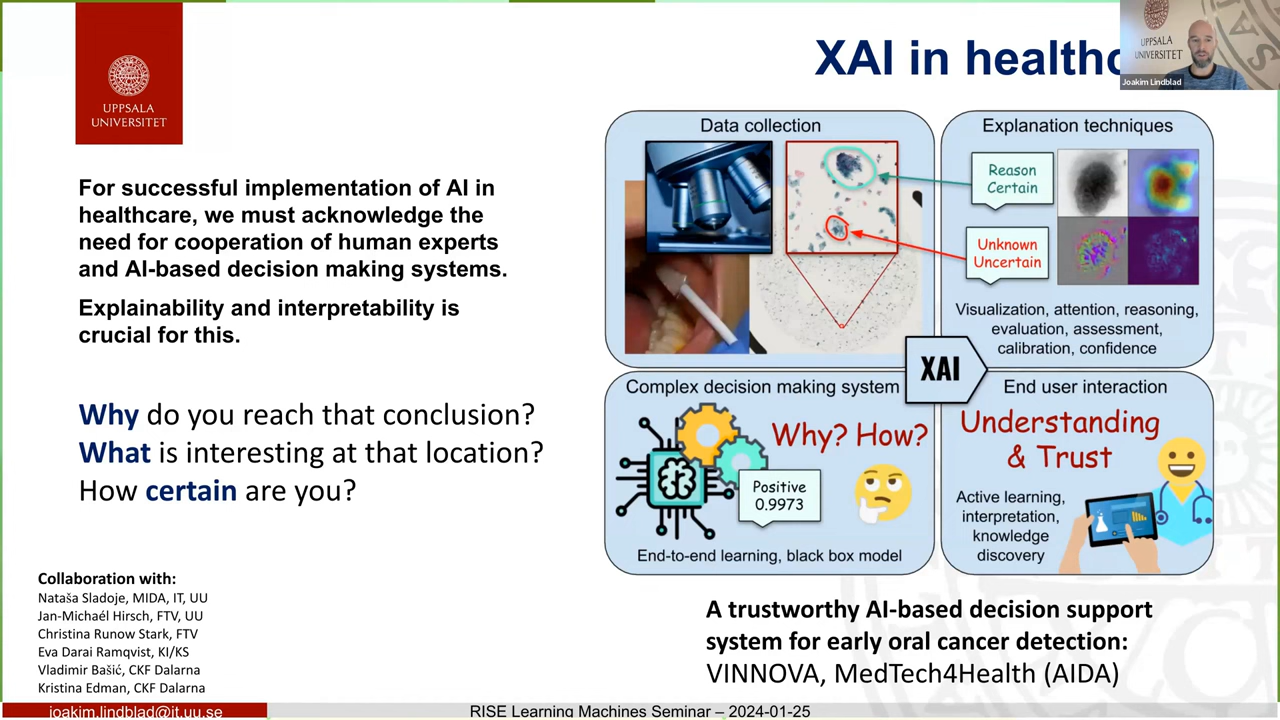 UPPSALA
UNIVERSITET
XAI in healthc
UPPSALA
UNIVERSITET
Joakim Lindblad
For successful implementation of AI in
healthcare, we must acknowledge the
need for cooperation of human experts
and AI-based decision making systems.
Explainability and interpretability is
crucial for this.
Why do you reach that conclusion?
What is interesting at that location?
How certain are you?
Collaboration with:
Nataša Sladoje, MIDA, IT, UU
Jan-Michaél Hirsch, FTV, UU
Christina Runow Stark, FTV
Eva Darai Ramqvist, KI/KS
Vladimir Bašić, CKF Dalarna
Kristina Edman, CKF Dalarna
Data collection
Explanation techniques
Reason
Certain
Unknown
Uncertain
Visualization, attention, reasoning,
evaluation, assessment,
calibration, confidence
XAI
Complex decision making system
Why? How?
Positive
0.9973
End-to-end learning, black box model
End user interaction
Understanding
& Trust
Active learning,
interpretation,
knowledge
discovery
A trustworthy AI-based decision support
system for early oral cancer detection:
VINNOVA, MedTech4Health (AIDA)
joakim.lindblad@it.uu.se
RISE Learning Machines Seminar – 2024-01-25